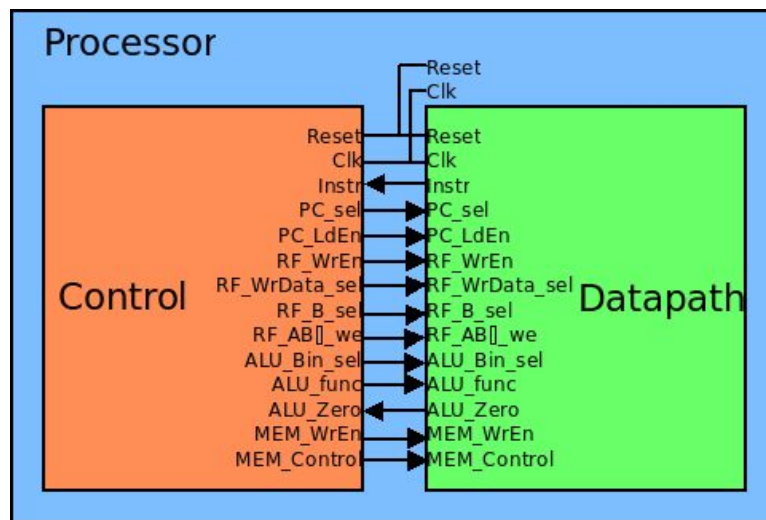 Processor
Reset
Clk
Reset Reset
Clk Clk
Instr Instr
PC_sel PC_sel
PC_LdEn PC_LdEn
RF_WrEn RF_WrEn
Control RF_WrData_sel RF_WrData_sel Datapath
RF_B_sel RF_B_sel
RF_AB[]_we RF_AB[]_we
ALU_Bin_sel ALU_Bin_sel
ALU_func ALU_func
ALU_Zero ALU_Zero
MEM_WrEn MEM_WrEn
MEM_Control MEM_Control